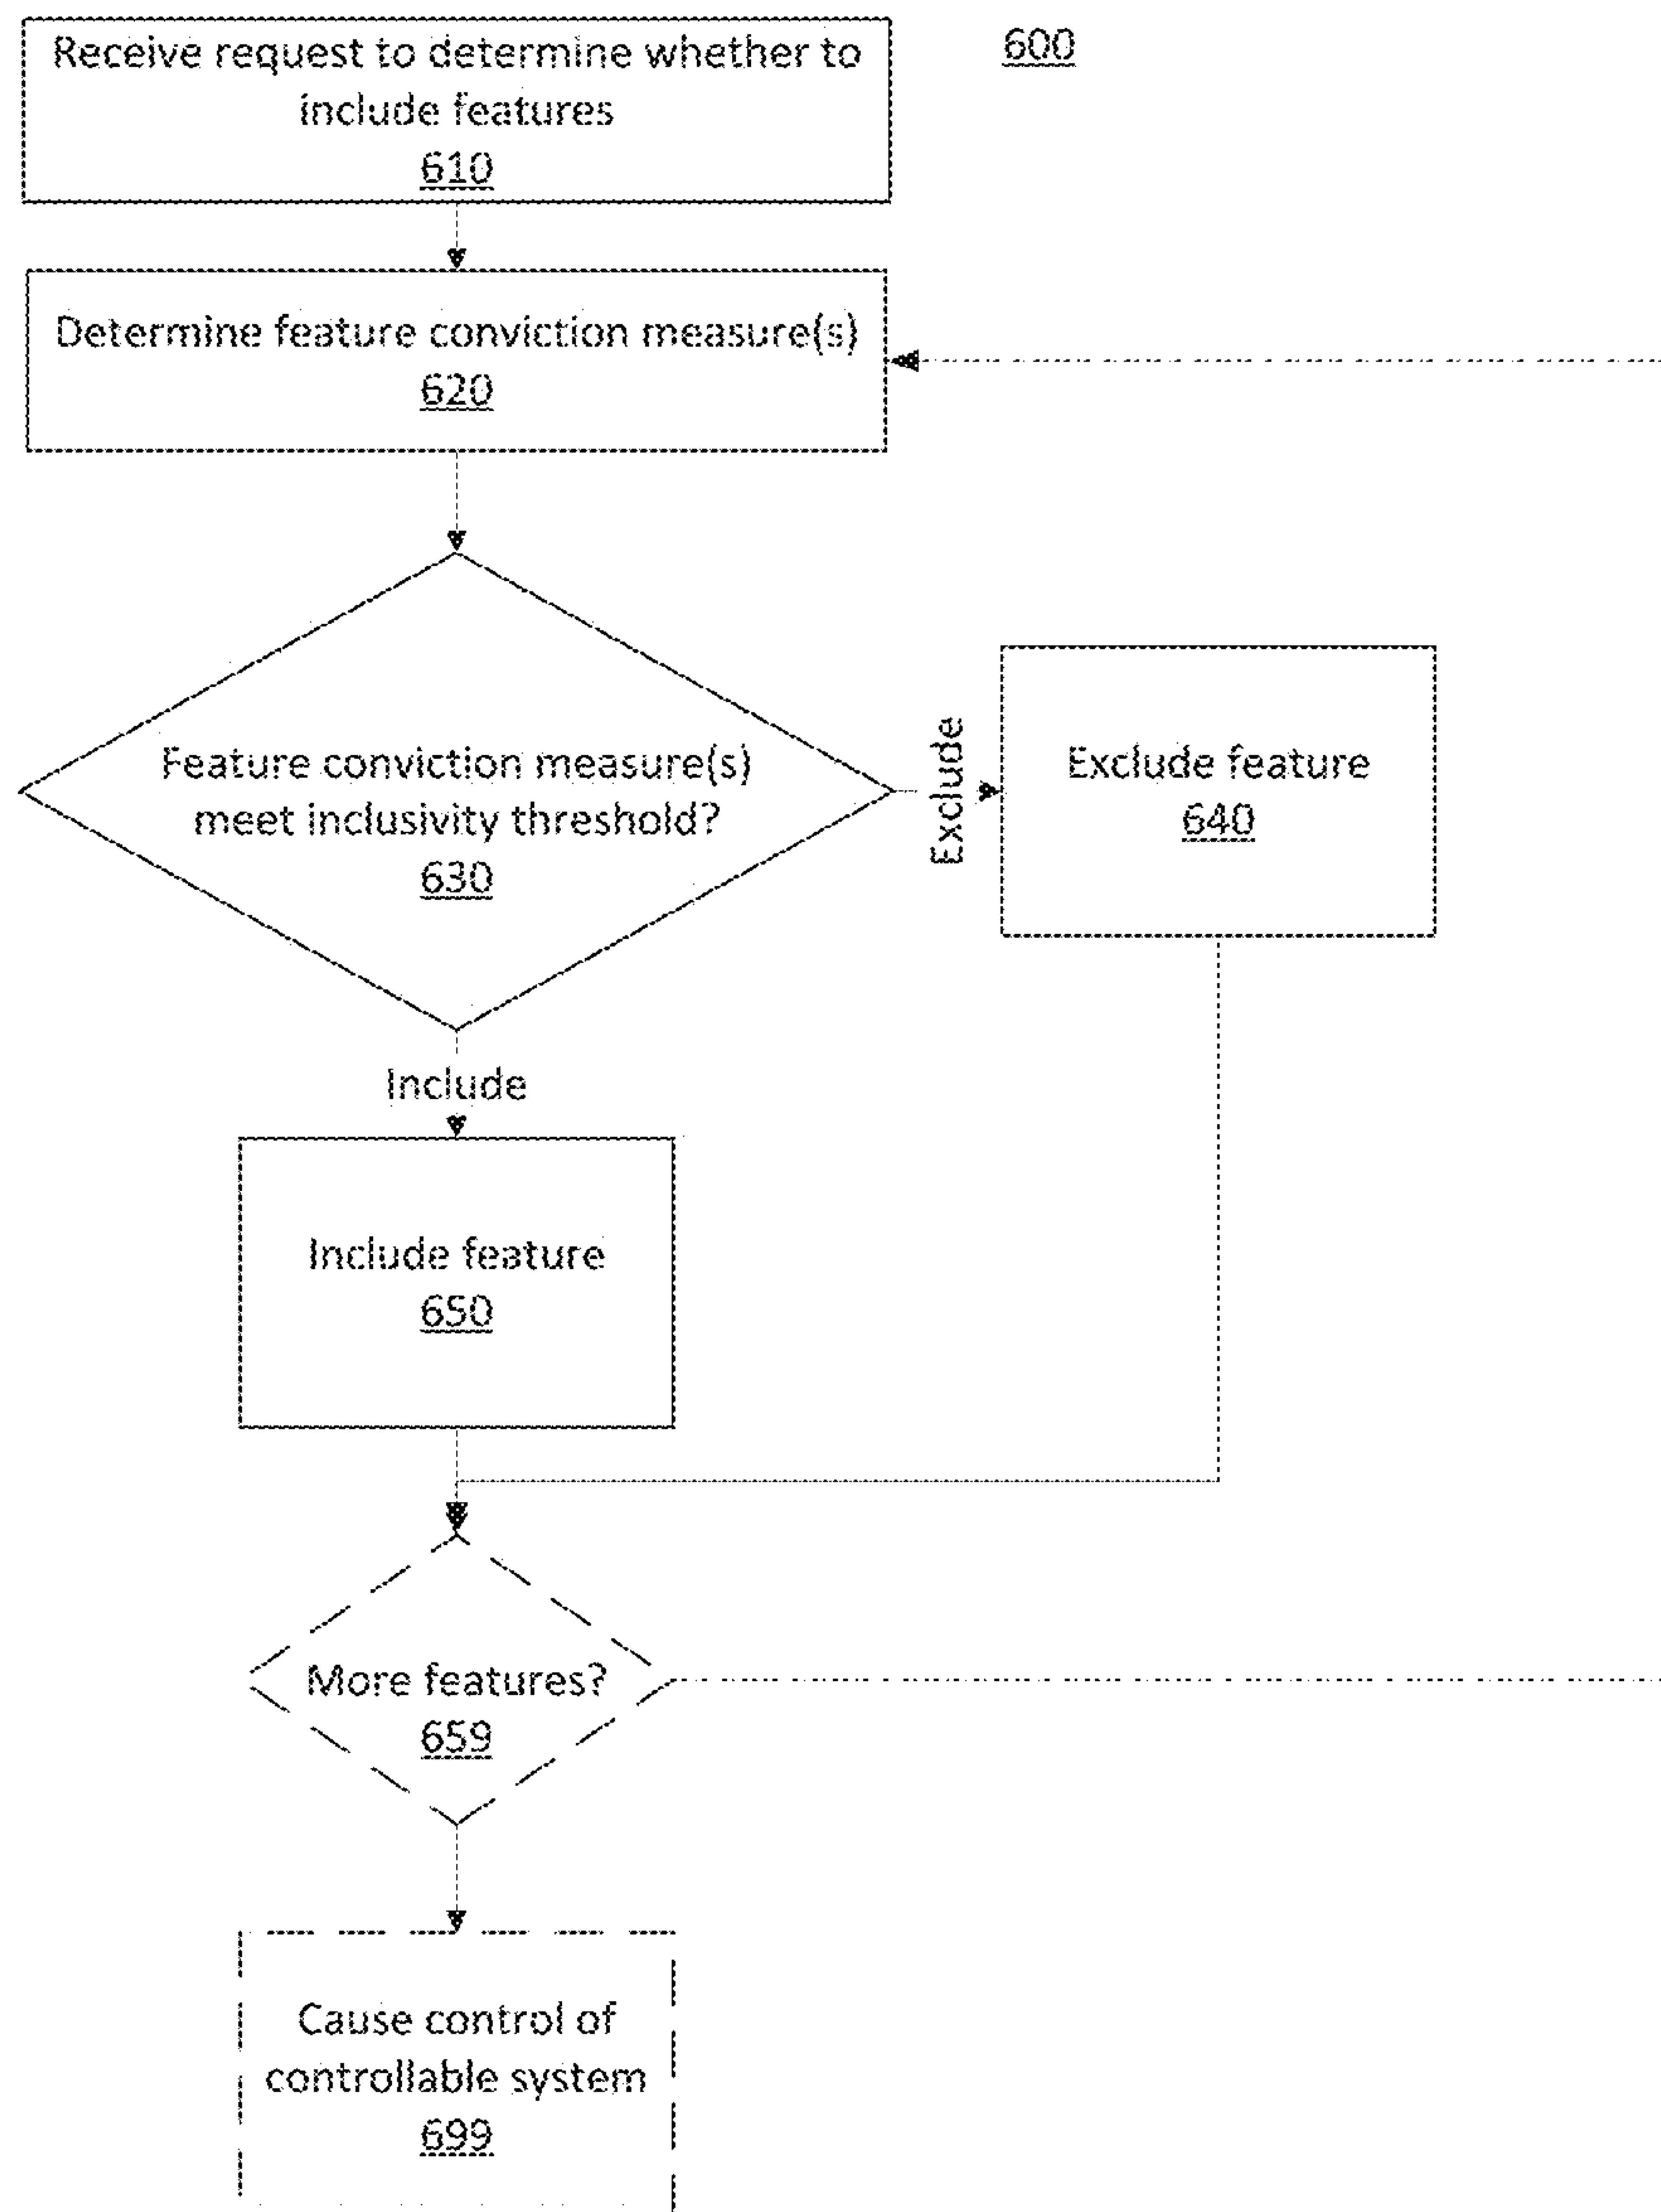 Receive request to determine whether to
include features
610
600
Determine feature conviction measure(s)
620
Feature conviction measure(s)
meet inclusivity threshold?
630
Exclude
Exclude feature
640
Include
Include feature
650
More features?
659
Cause control of
controllable system
699